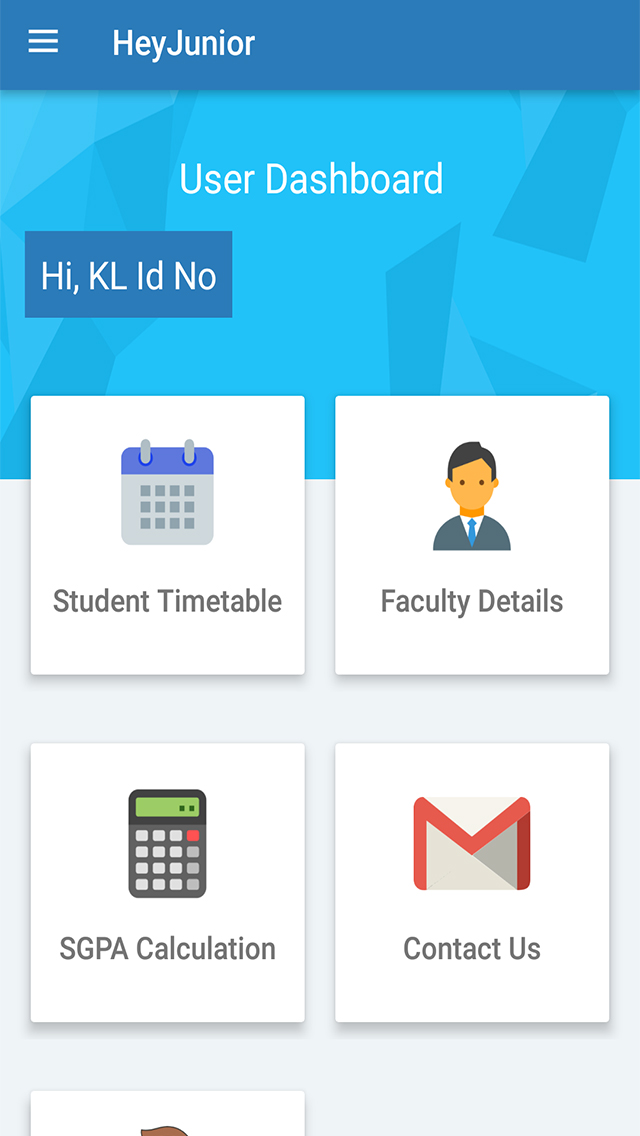 HeyJunior
User Dashboard
Hi, KL Id No
Student Timetable
Faculty Details
SGPA Calculation
Contact Us